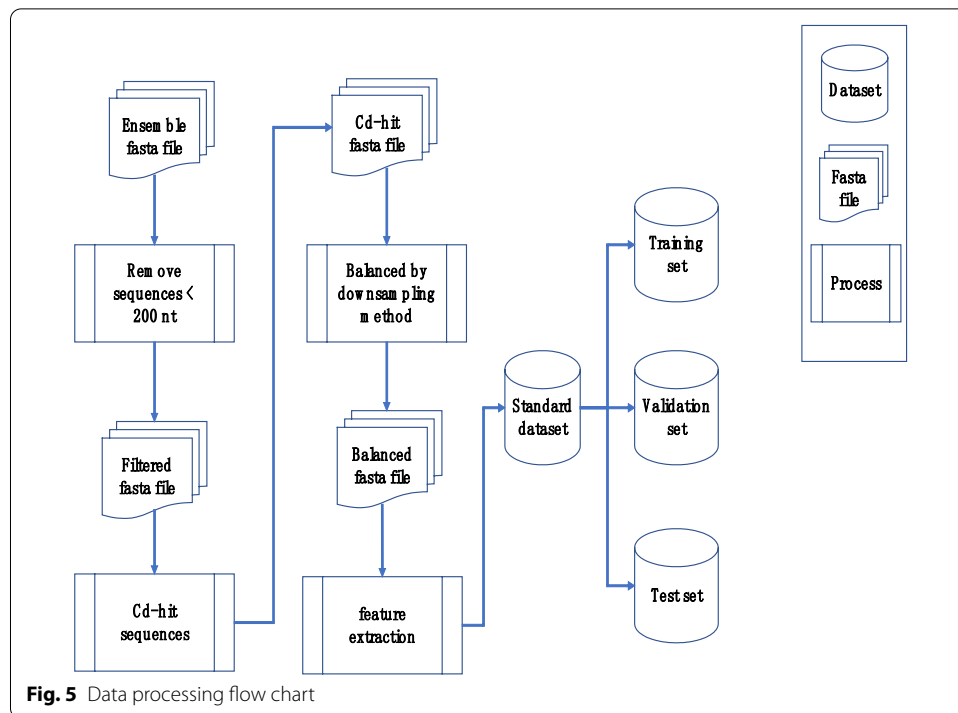 Ensemble
fasta file
Remove
sequences <
200 nt
Filtered
fasta file
Cd-hit
sequences
Cd-hit
fasta file
Balanced by
downsampling
method
Balanced
fasta file
feature
extraction
Standard
dataset
Training
set
Validation
set
Test set
Dataset
Fasta
file
Process
Fig. 5 Data processing flow chart